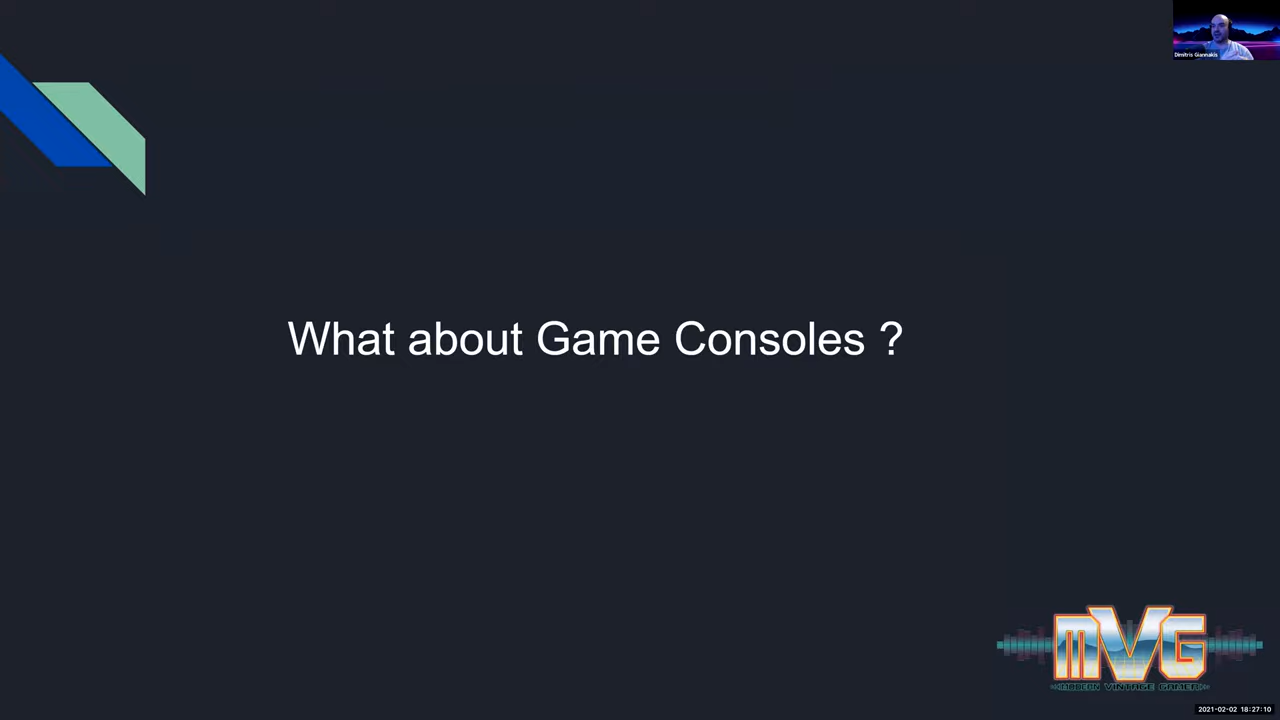 Dimitris Giannakis
What about Game Consoles ?
MVG
MODERN VINTAGE GAMER
2021-02-02 18:27:10